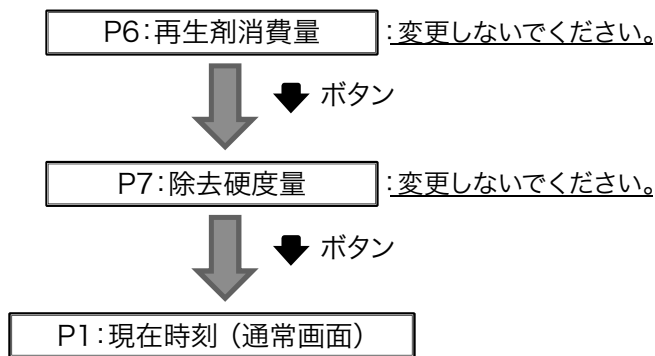 P6：再生剤消費量 ：変更しないでください。
ボタン
P7：除去硬度量 ：変更しないでください。
ボタン
P1：現在時刻（通常画面）